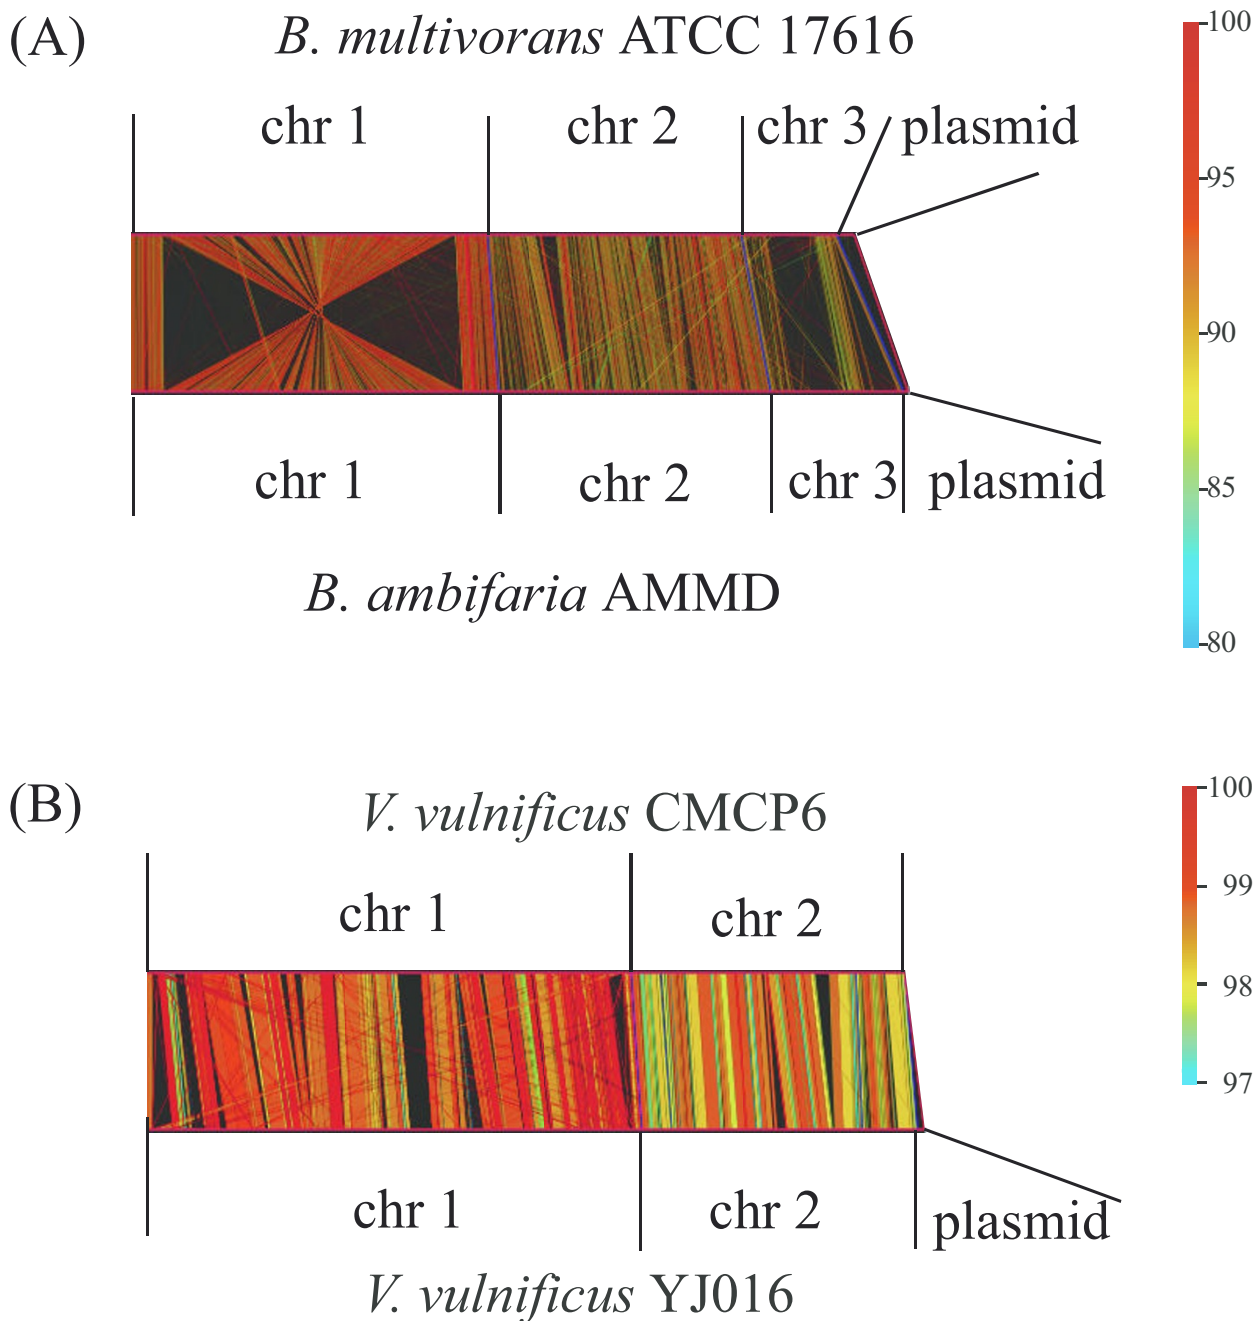 (A)
B. multivorans ATCC 17616
chr 1
chr 2
chr 3
plasmid
chr 1
chr 2
chr 3
plasmid
B. ambifaria AMMD
100
95
90
85
80
(B)
V. vulnificus CMCP6
chr 1
chr 2
chr 1
chr 2
plasmid
V. vulnificus YJ016
100
99
98
97